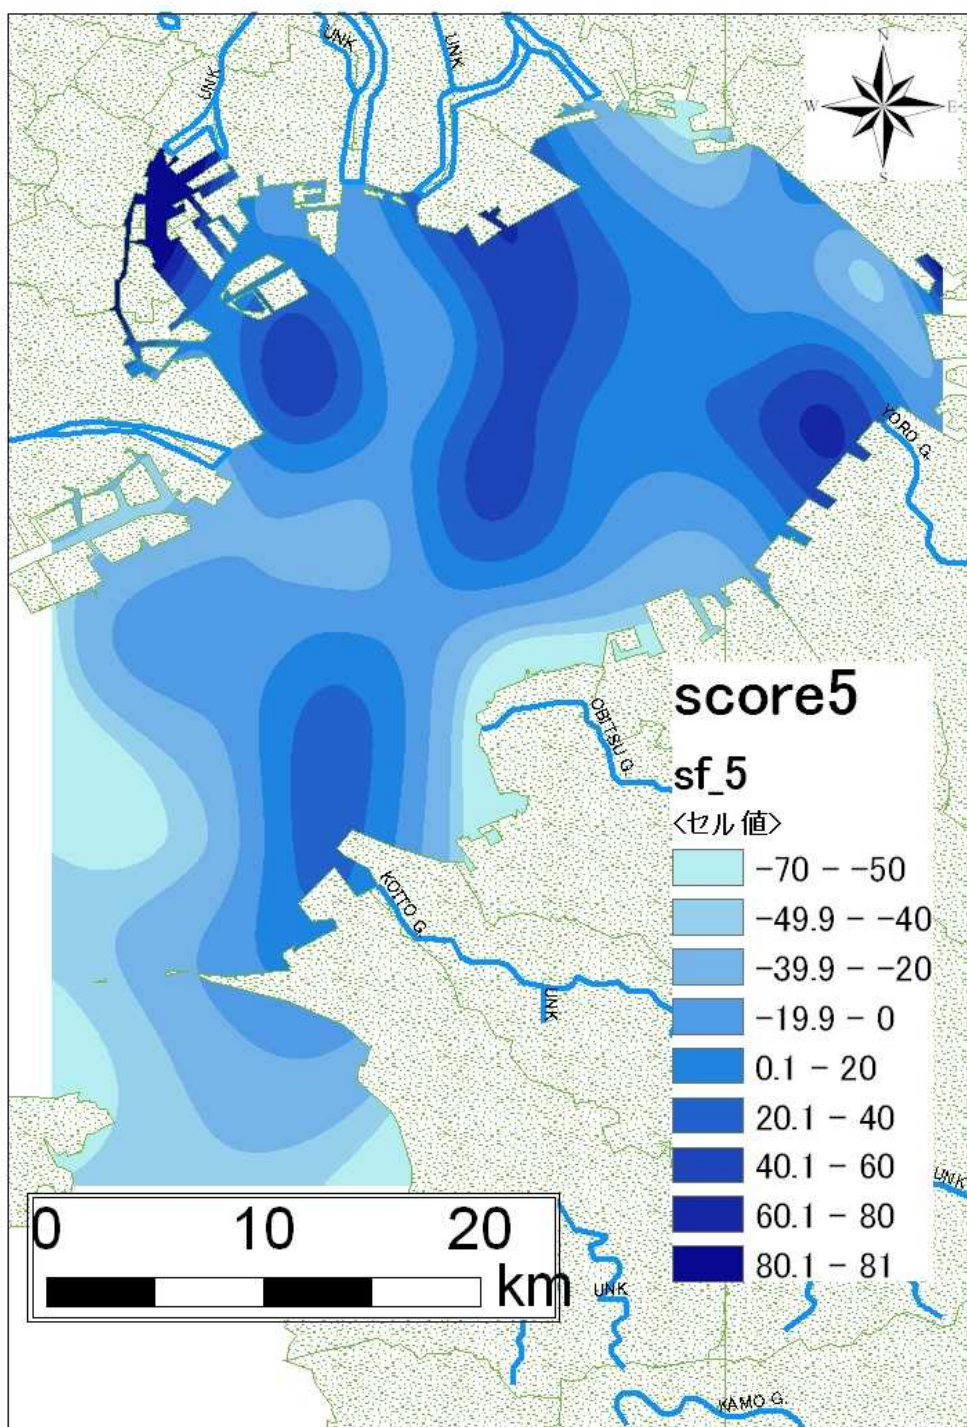 UNK
UNK
UNK
N
W
E
S
YORO G.
OBITSU G.
KOITO G.
UNK
score5
sf_5
<セル値>
-70 - -50
-49.9 - -40
-39.9 - -20
-19.9 - 0
0.1 - 20
20.1 - 40
40.1 - 60
60.1 - 80
80.1 - 81
UNK
0 10 20
km
UNK
KAMO G.